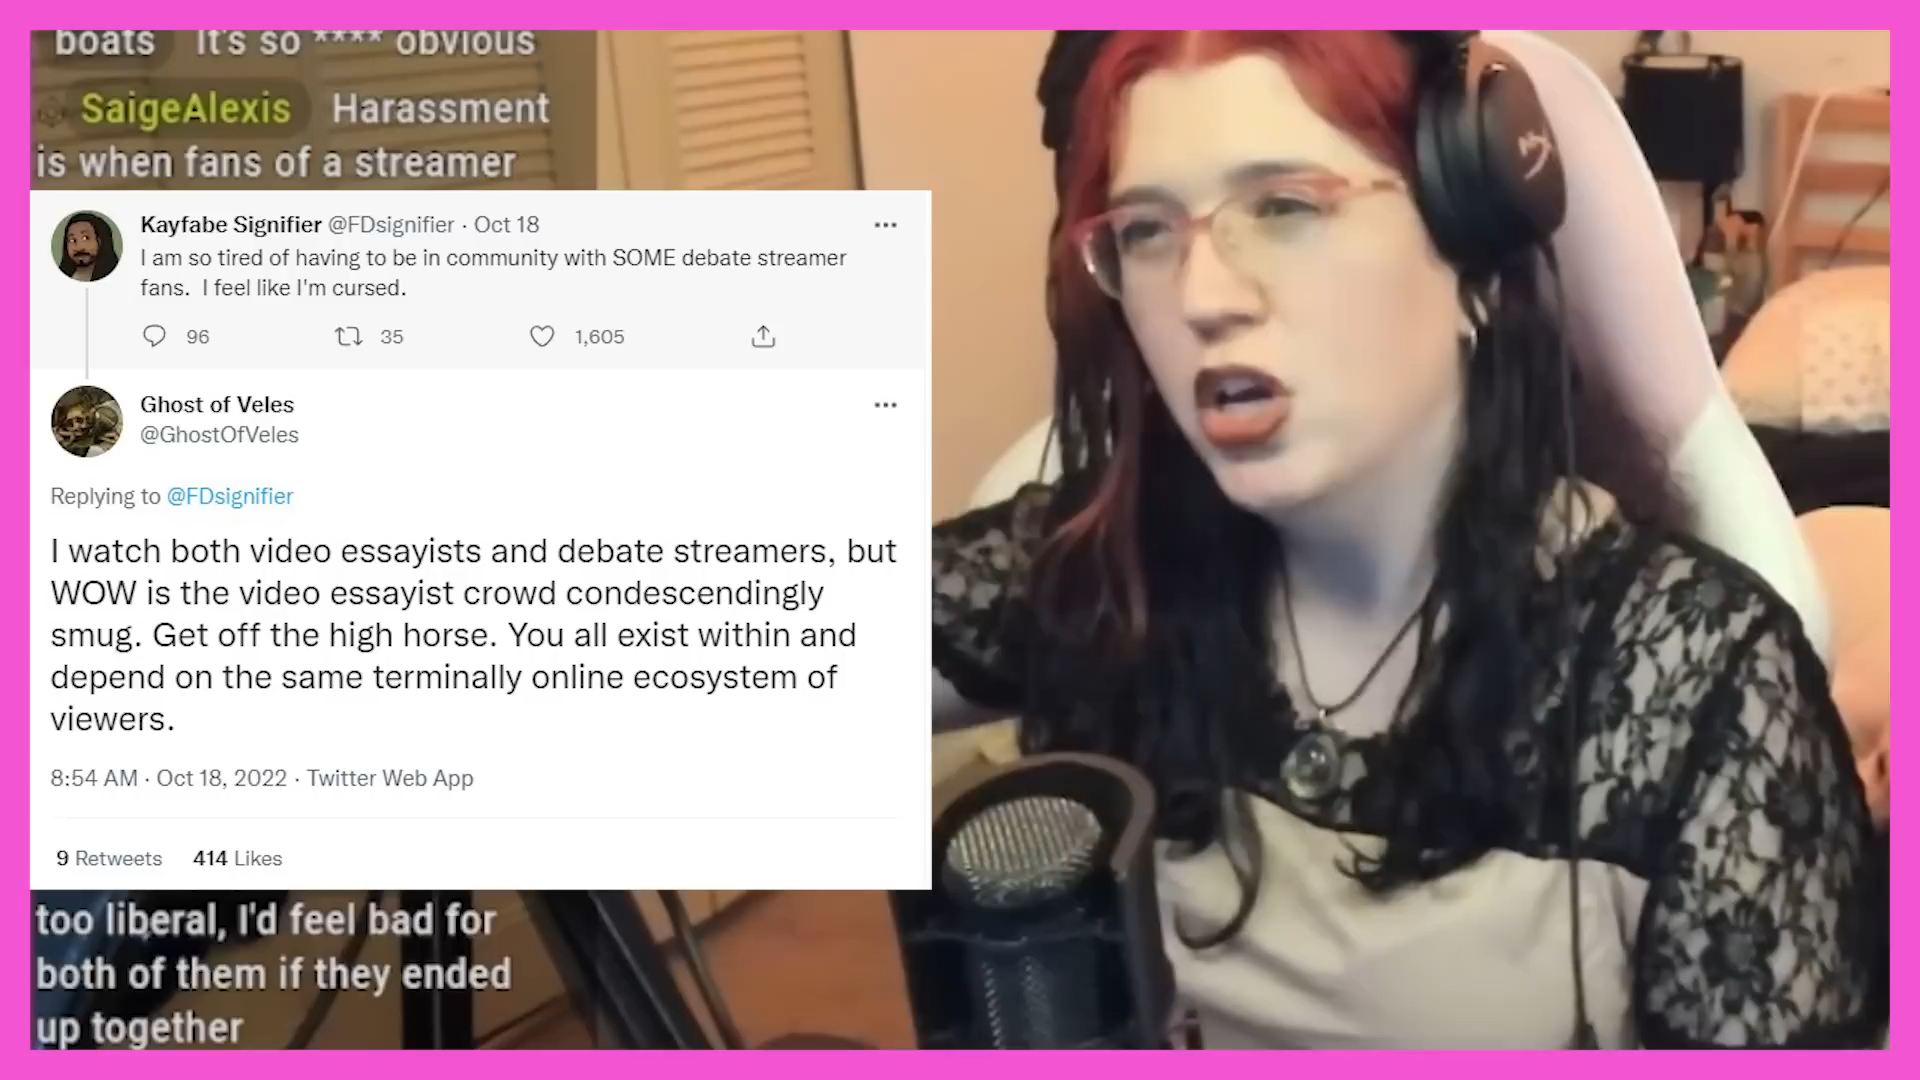 boats It's so **** obvious
SaigeAlexis Harassment
is when fans of a streamer
Kayfabe Signifier @FDsignifier · Oct 18
I am so tired of having to be in community with SOME debate streamer
fans. I feel like I'm cursed.
96 35 1,605
Ghost of Veles
@GhostOfVeles
Replying to @FDsignifier
I watch both video essayists and debate streamers, but
WOW is the video essayist crowd condescendingly
smug. Get off the high horse. You all exist within and
depend on the same terminally online ecosystem of
viewers.
8:54 AM · Oct 18, 2022 · Twitter Web App
9 Retweets 414 Likes
too liberal, I'd feel bad for
both of them if they ended
up together